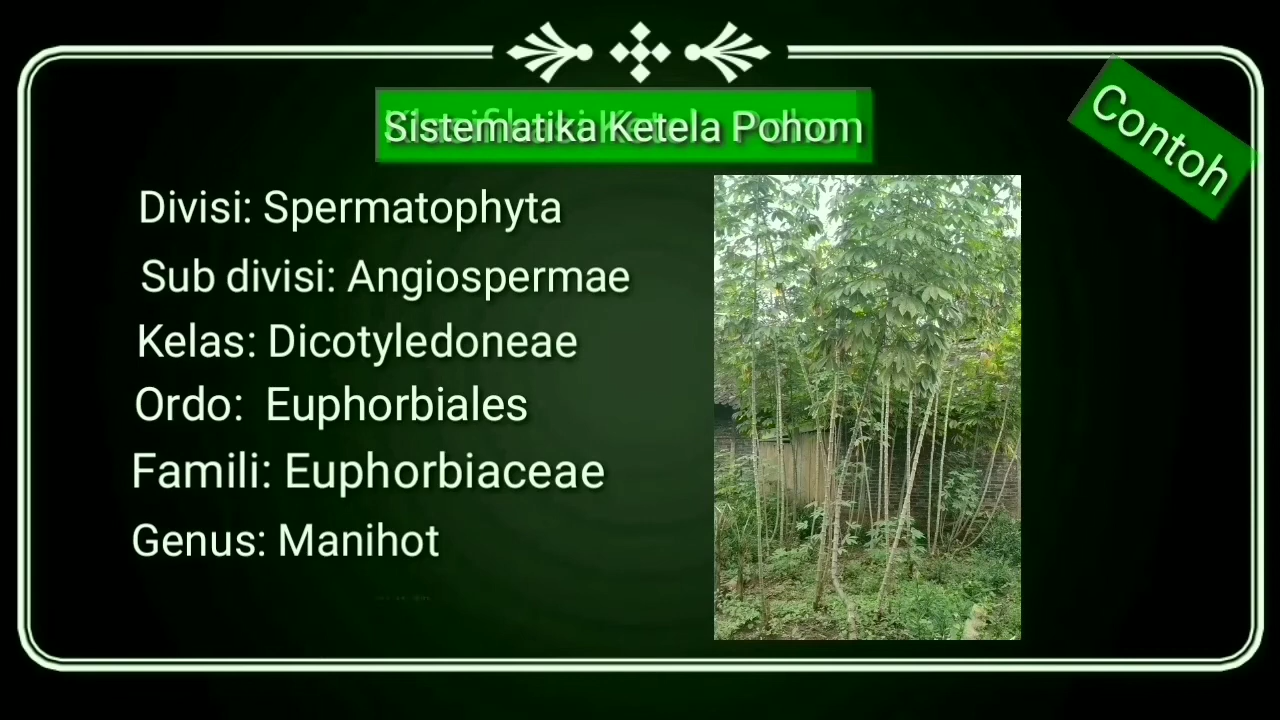 Sistematika Ketela Pohon
Contoh
Divisi: Spermatophyta
Sub divisi: Angiospermae
Kelas: Dicotyledoneae
Ordo: Euphorbiales
Famili: Euphorbiaceae
Genus: Manihot